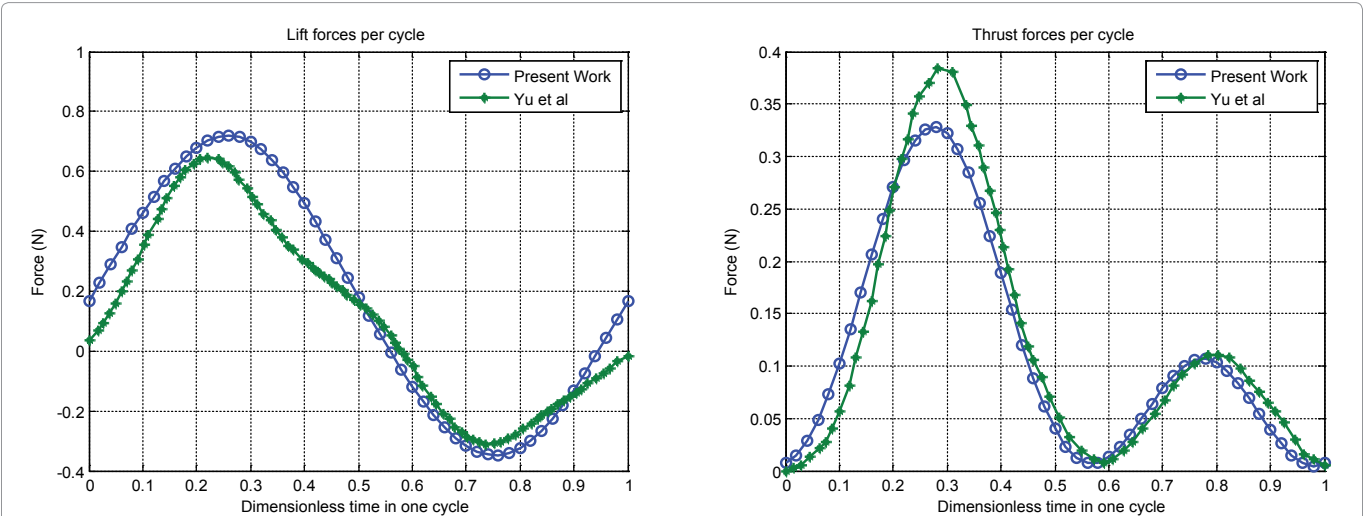 Lift forces per cycle
1
0.8
0.6
0.4
0.2
0
-0.2
-0.4
Force (N)
Present Work
Yu et al
0 0.1 0.2 0.3 0.4 0.5 0.6 0.7 0.8 0.9 1
Dimensionless time in one cycle
Thrust forces per cycle
0.4
0.35
0.3
0.25
0.2
0.15
0.1
0.05
0
Force (N)
Present Work
Yu et al
0 0.1 0.2 0.3 0.4 0.5 0.6 0.7 0.8 0.9 1
Dimensionless time in one cycle